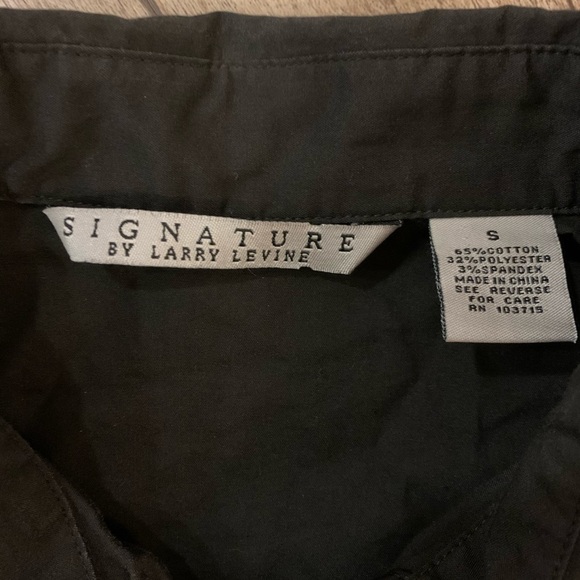 SIGNATURE
BY LARRY LEVINE
S
65%COTTON
32%POLYESTER
3%SPANDEX
MADE IN CHINA
SEE REVERSE
FOR CARE
RN 103715